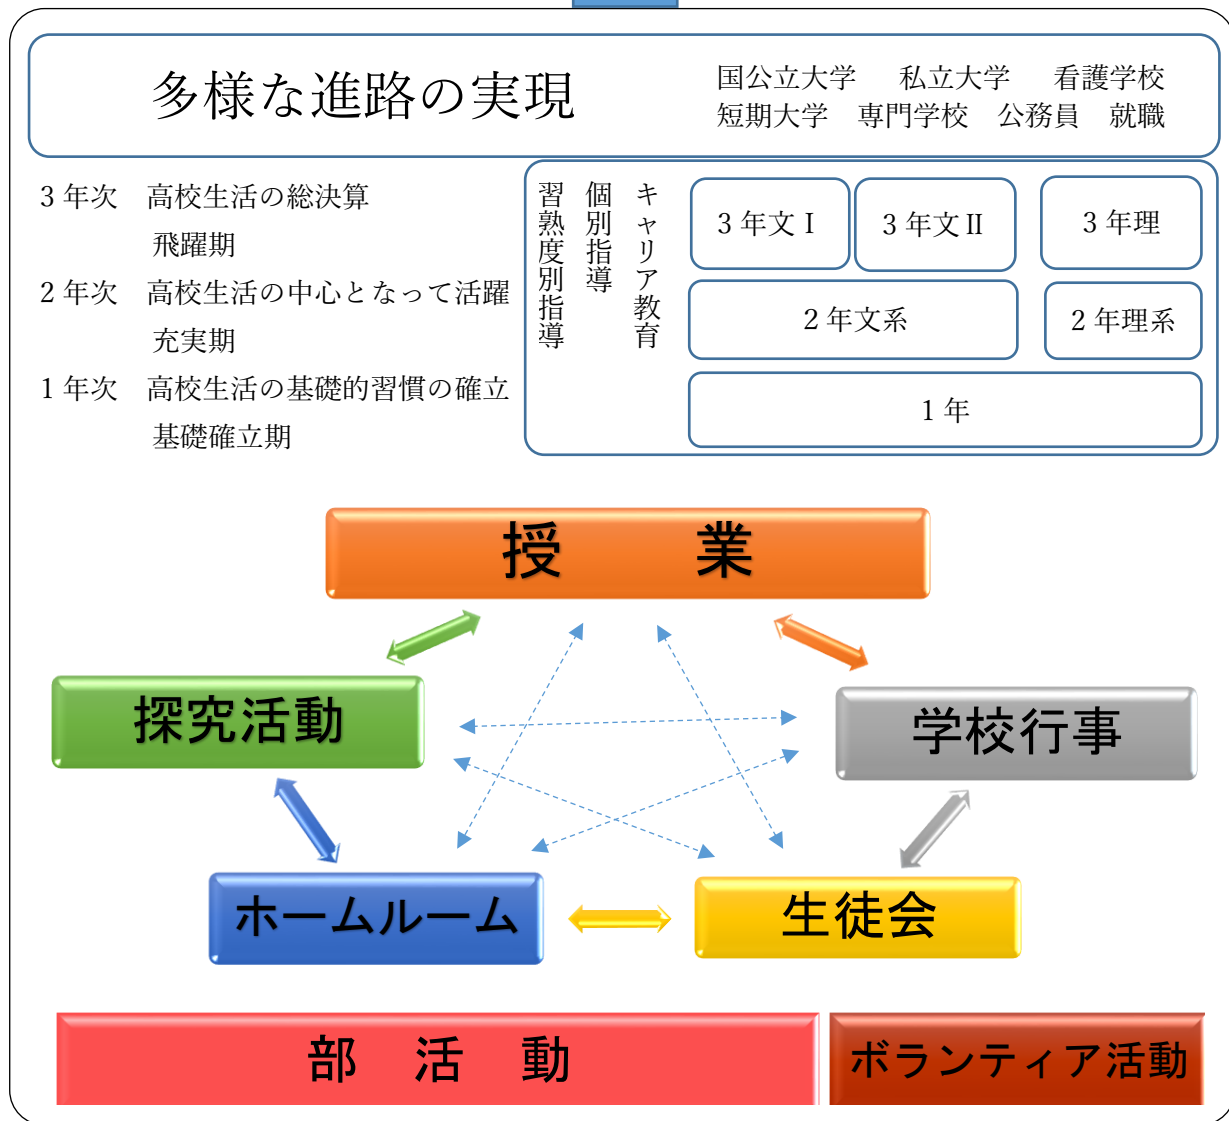 多様な進路の実現
国公立大学　私立大学　看護学校
短期大学　専門学校　公務員　就職
3 年次　高校生活の総決算
飛躍期
2 年次　高校生活の中心となって活躍
充実期
1 年次　高校生活の基礎的習慣の確立
基礎確立期
キャリア教育
個別指導
習熟度別指導
3 年文Ⅰ
3 年文Ⅱ
3 年理
2 年文系
2 年理系
1 年
授　業
探究活動
学校行事
ホームルーム
生徒会
部　活　動
ボランティア活動